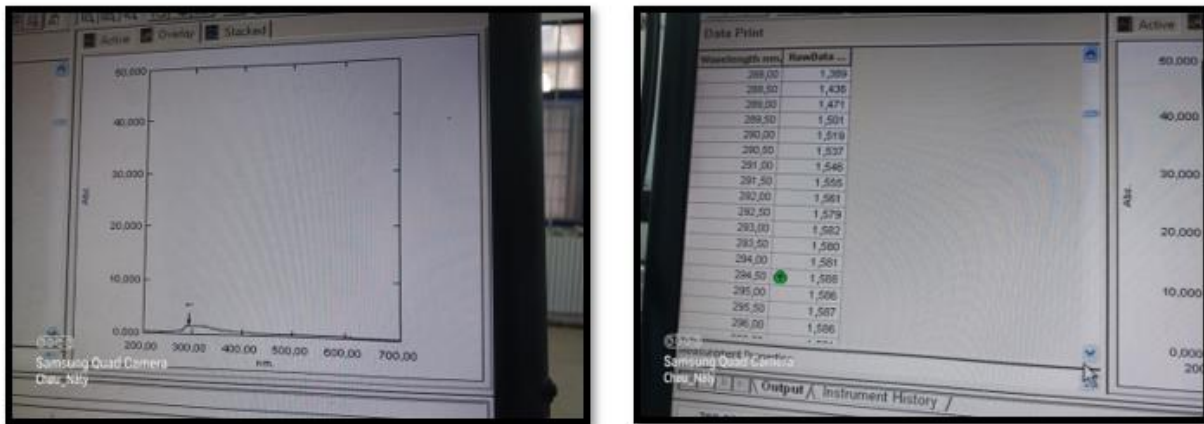 Active Overlay Stacked
50,000
40,000
30,000
20,000
10,000
0.000
Abs.
1
200.00 300.00 400.00 500.00 600.00 700.00
nm.
Samsung Quad Camera
Data Print
Wavelength nm. RawData ...
288,00 1,389
288,50 1,436
289,00 1,471
289,50 1,501
290,00 1,519
290,50 1,537
291,00 1,546
291,50 1,555
292,00 1,561
292,50 1,579
293,00 1,582
293,50 1,580
294,00 1,581
294,50 1,588
295,00 1,586
295,50 1,587
296,00 1,586
Active
50,000
40,000
30,000
20,000
10,000
0,000
Abs.
200
Samsung Quad Camera
Output Instrument History